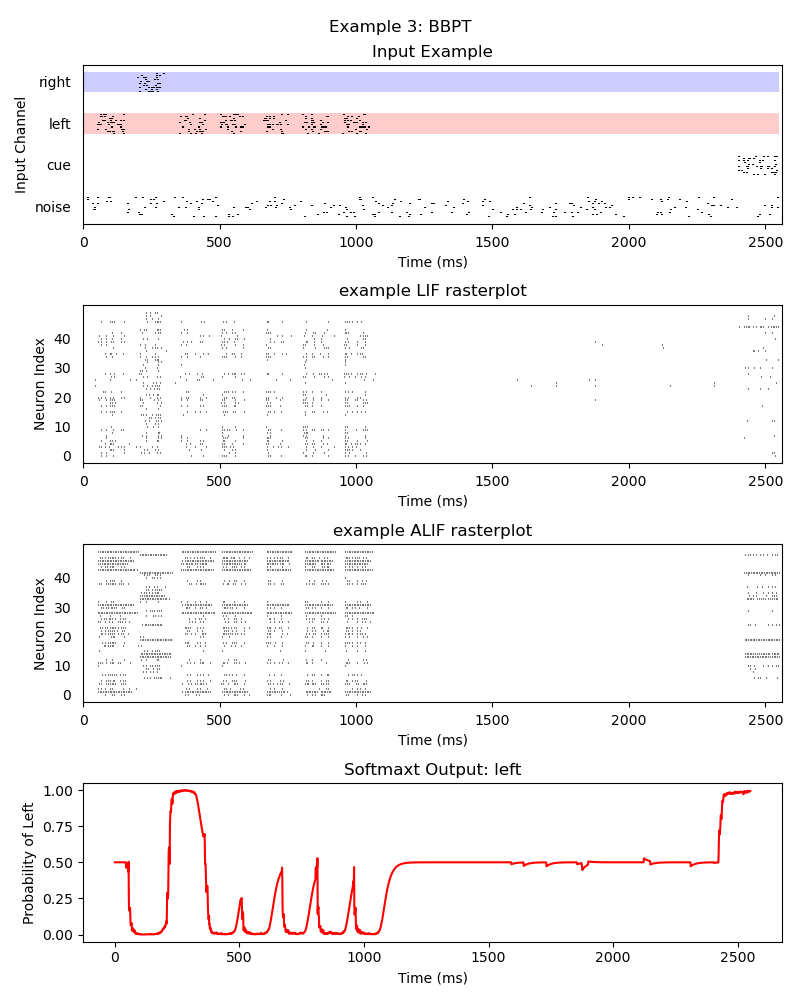 Example 3: BBPT
Input Example
right
left
cue
noise
Input Channel
0 500 1000 1500 2000 2500
Time (ms)
example LIF rasterplot
40
30
20
10
0
Neuron Index
0 500 1000 1500 2000 2500
Time (ms)
example ALIF rasterplot
40
30
20
10
0
Neuron Index
0 500 1000 1500 2000 2500
Time (ms)
Softmaxt Output: left
1.00
0.75
0.50
0.25
0.00
Probability of Left
0 500 1000 1500 2000 2500
Time (ms)